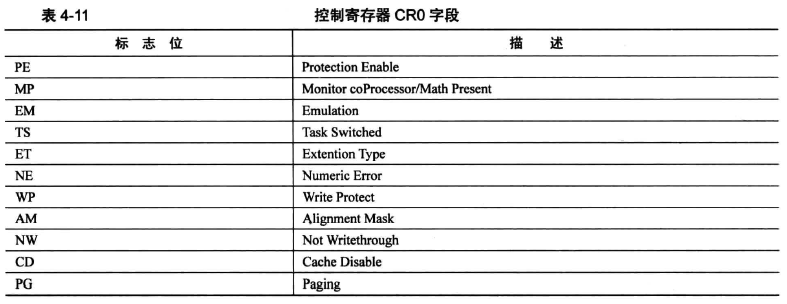 表 4-11 控制寄存器 CR0 字段
标 志 位 描 述
PE Protection Enable
MP Monitor coProcessor/Math Present
EM Emulation
TS Task Switched
ET Extention Type
NE Numeric Error
WP Write Protect
AM Alignment Mask
NW Not Writethrough
CD Cache Disable
PG Paging